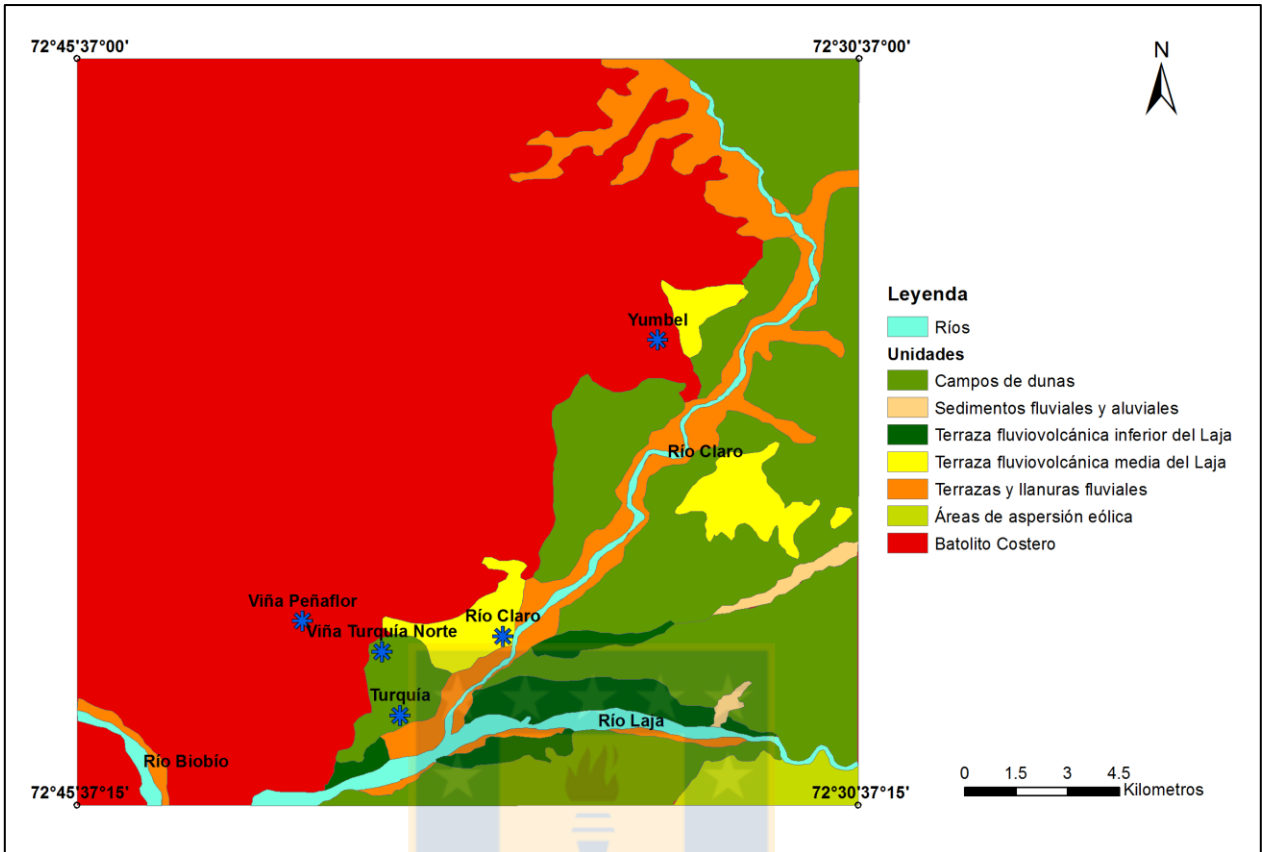 72°45'37°00'
72°30'37°00'
N
Yumbel
Río Claro
Viña Peñaflor
Río Claro
Viña Turquía Norte
Turquía
Río Laja
Río Biobío
72°45'37°15'
72°30'37°15'
Leyenda
Ríos
Unidades
Campos de dunas
Sedimentos fluviales y aluviales
Terraza fluviovolcánica inferior del Laja
Terraza fluviovolcánica media del Laja
Terrazas y llanuras fluviales
Áreas de aspersión eólica
Batolito Costero
0 1.5 3 4.5
Kilometros